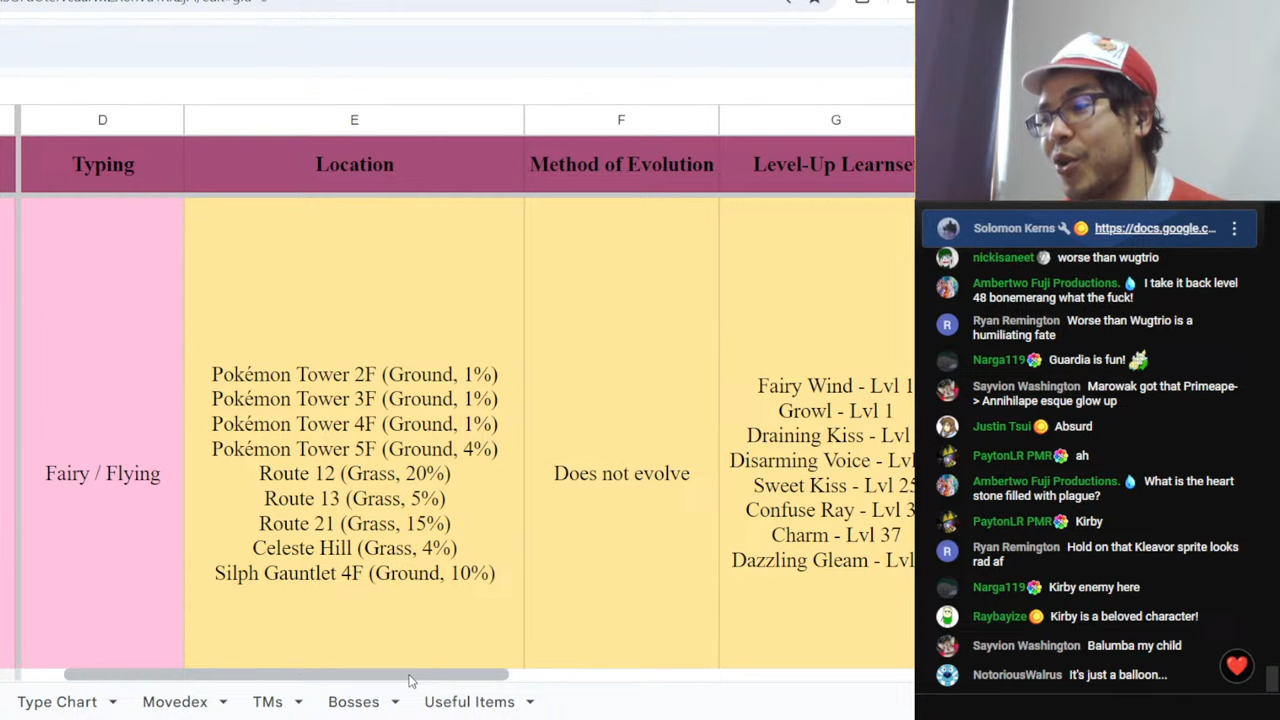 D
E
F
G
Typing
Location
Method of Evolution
Level-Up Learnse
Fairy / Flying
Pokémon Tower 2F (Ground, 1%)
Pokémon Tower 3F (Ground, 1%)
Pokémon Tower 4F (Ground, 1%)
Pokémon Tower 5F (Ground, 4%)
Route 12 (Grass, 20%)
Route 13 (Grass, 5%)
Route 21 (Grass, 15%)
Celeste Hill (Grass, 4%)
Silph Gauntlet 4F (Ground, 10%)
Does not evolve
Fairy Wind - Lvl 1
Growl - Lvl 1
Draining Kiss - Lvl
Disarming Voice - Lvl
Sweet Kiss - Lvl 25
Confuse Ray - Lvl 3
Charm - Lvl 37
Dazzling Gleam - Lvl
Type Chart
Movedex
TMs
Bosses
Useful Items
Solomon Kerns https://docs.google.c...
nickisaneet worse than wugtrio
Ambertwo Fuji Productions. I take it back level
48 bonemerang what the fuck!
Ryan Remington Worse than Wugtrio is a
humiliating fate
Narga119 Guardia is fun!
Sayvion Washington Marowak got that Primeape-
> Annihilape esque glow up
Justin Tsui Absurd
PaytonLR PMR ah
Ambertwo Fuji Productions. What is the heart
stone filled with plague?
PaytonLR PMR Kirby
Ryan Remington Hold on that Kleavor sprite looks
rad af
Narga119 Kirby enemy here
Raybayize Kirby is a beloved character!
Sayvion Washington Balumba my child
NotoriousWalrus It's just a balloon...